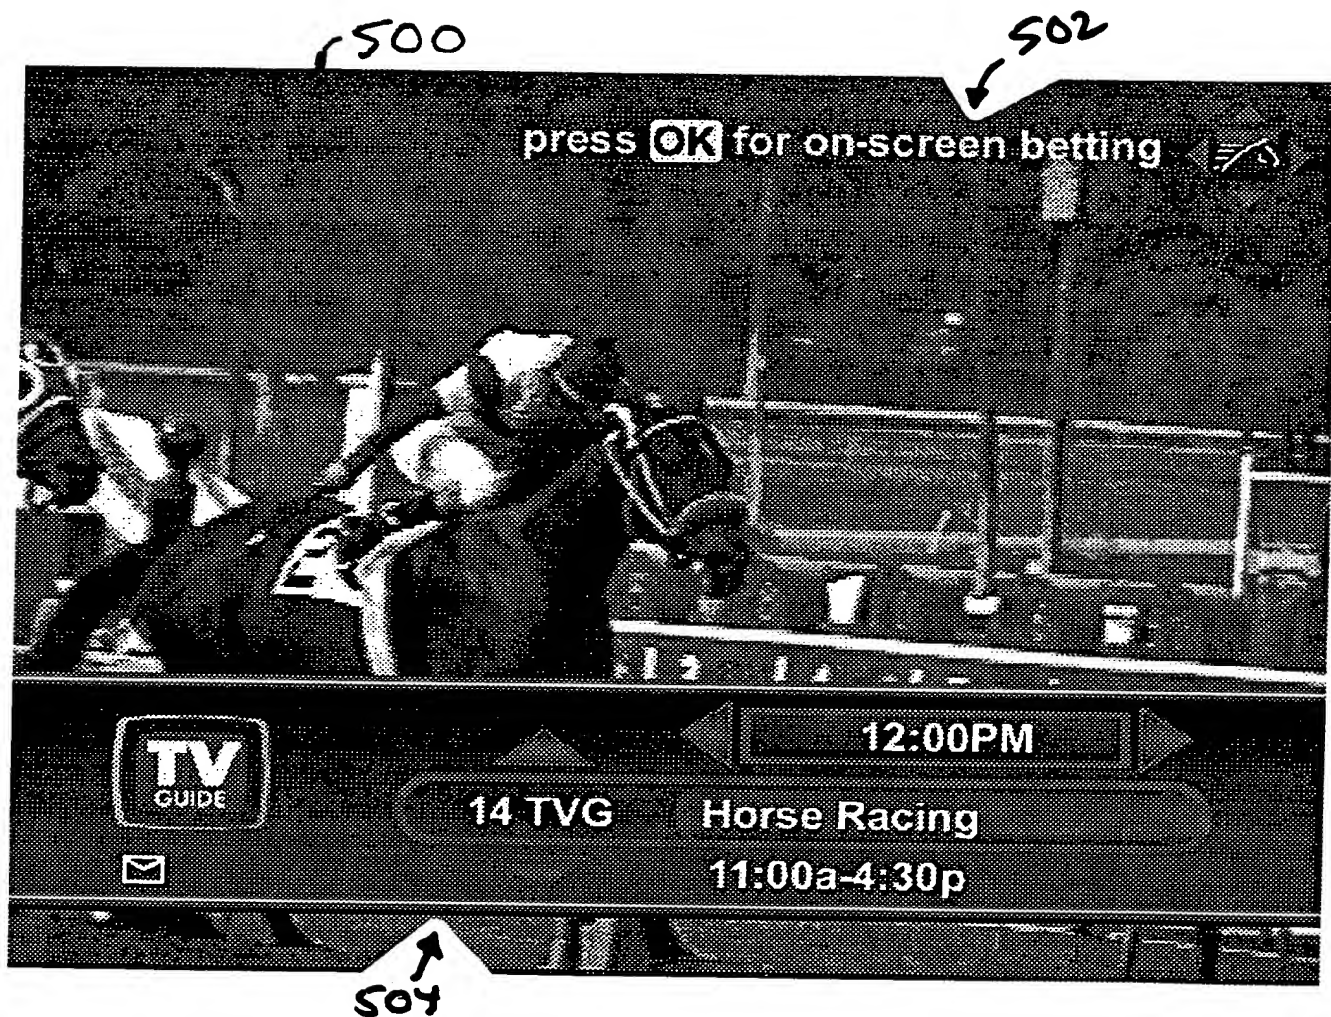 500
502
press OK for on-screen betting
12:00PM
TV
GUIDE
14 TVG Horse Racing
11:00a-4:30p
504